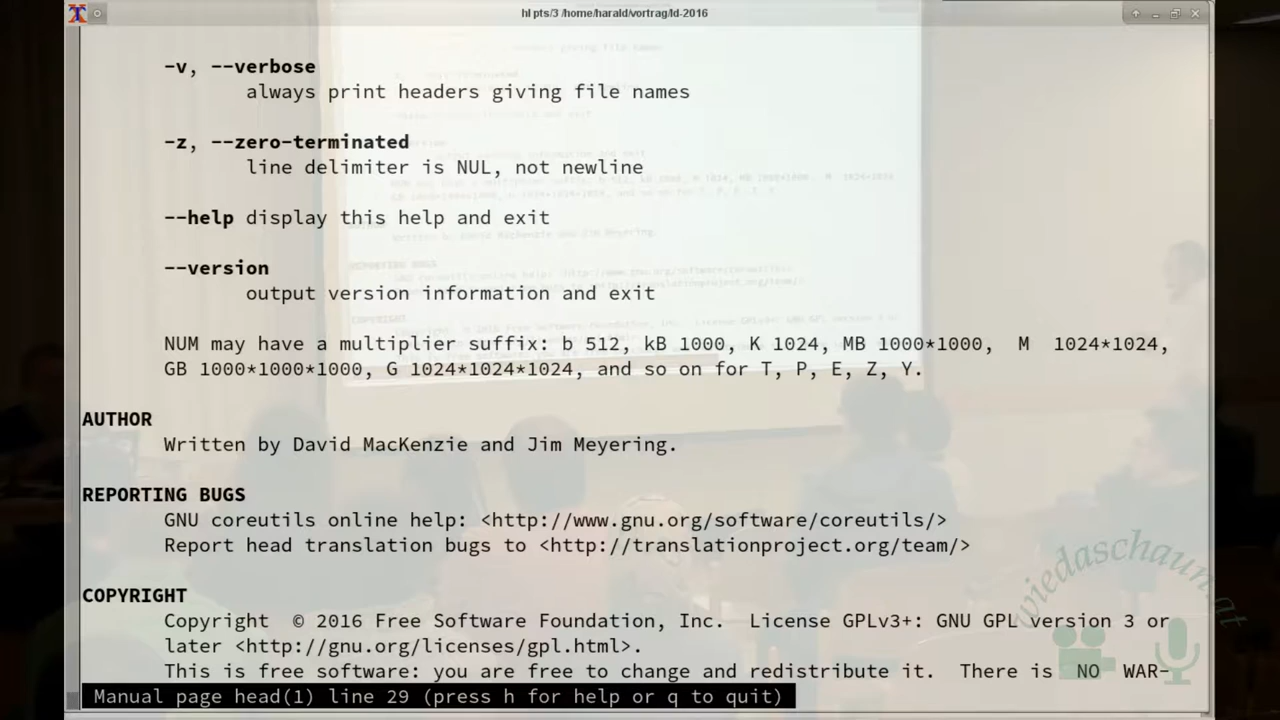 hl pts/3 /home/harald/vortrag/ld-2016
-v, --verbose
always print headers giving file names
-z, --zero-terminated
line delimiter is NUL, not newline
--help display this help and exit
--version
output version information and exit
NUM may have a multiplier suffix: b 512, kB 1000, K 1024, MB 1000*1000,  M  1024*1024,
GB 1000*1000*1000, G 1024*1024*1024, and so on for T, P, E, Z, Y.
AUTHOR
Written by David MacKenzie and Jim Meyering.
REPORTING BUGS
GNU coreutils online help: <http://www.gnu.org/software/coreutils/>
Report head translation bugs to <http://translationproject.org/team/>
COPYRIGHT
Copyright  © 2016 Free Software Foundation, Inc.  License GPLv3+: GNU GPL version 3 or
later <http://gnu.org/licenses/gpl.html>.
This is free software: you are free to change and redistribute it.  There is  NO  WAR-
Manual page head(1) line 29 (press h for help or q to quit)
wiedaschaun.at